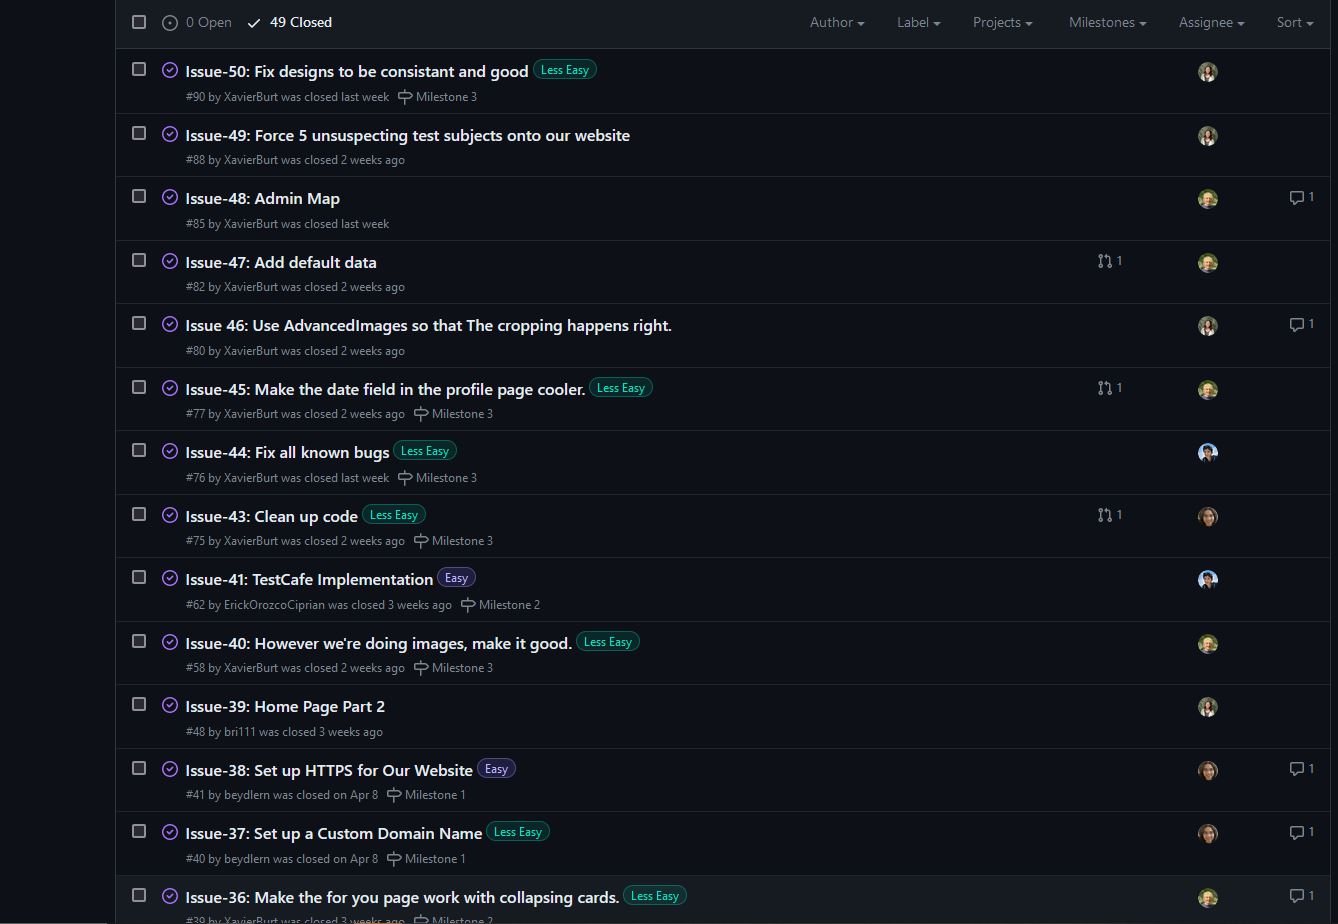 0 Open 49 Closed Author Label Projects Milestones Assignee Sort
Issue-50: Fix designs to be consistant and good Less Easy
#90 by XavierBurt was closed last week Milestone 3
Issue-49: Force 5 unsuspecting test subjects onto our website
#88 by XavierBurt was closed 2 weeks ago
Issue-48: Admin Map 1
#85 by XavierBurt was closed last week
Issue-47: Add default data 1
#82 by XavierBurt was closed 2 weeks ago
Issue 46: Use AdvancedImages so that The cropping happens right. 1
#80 by XavierBurt was closed 2 weeks ago
Issue-45: Make the date field in the profile page cooler. Less Easy 1
#77 by XavierBurt was closed 2 weeks ago Milestone 3
Issue-44: Fix all known bugs Less Easy
#76 by XavierBurt was closed last week Milestone 3
Issue-43: Clean up code Less Easy 1
#75 by XavierBurt was closed 2 weeks ago Milestone 3
Issue-41: TestCafe Implementation Easy
#62 by ErickOrozcoCiprian was closed 3 weeks ago Milestone 2
Issue-40: However we're doing images, make it good. Less Easy
#58 by XavierBurt was closed 2 weeks ago Milestone 3
Issue-39: Home Page Part 2
#48 by bri111 was closed 3 weeks ago
Issue-38: Set up HTTPS for Our Website Easy 1
#41 by beydlern was closed on Apr 8 Milestone 1
Issue-37: Set up a Custom Domain Name Less Easy 1
#40 by beydlern was closed on Apr 8 Milestone 1
Issue-36: Make the for you page work with collapsing cards. Less Easy 1
#39 by XavierBurt was closed 3 weeks ago Milestone 2